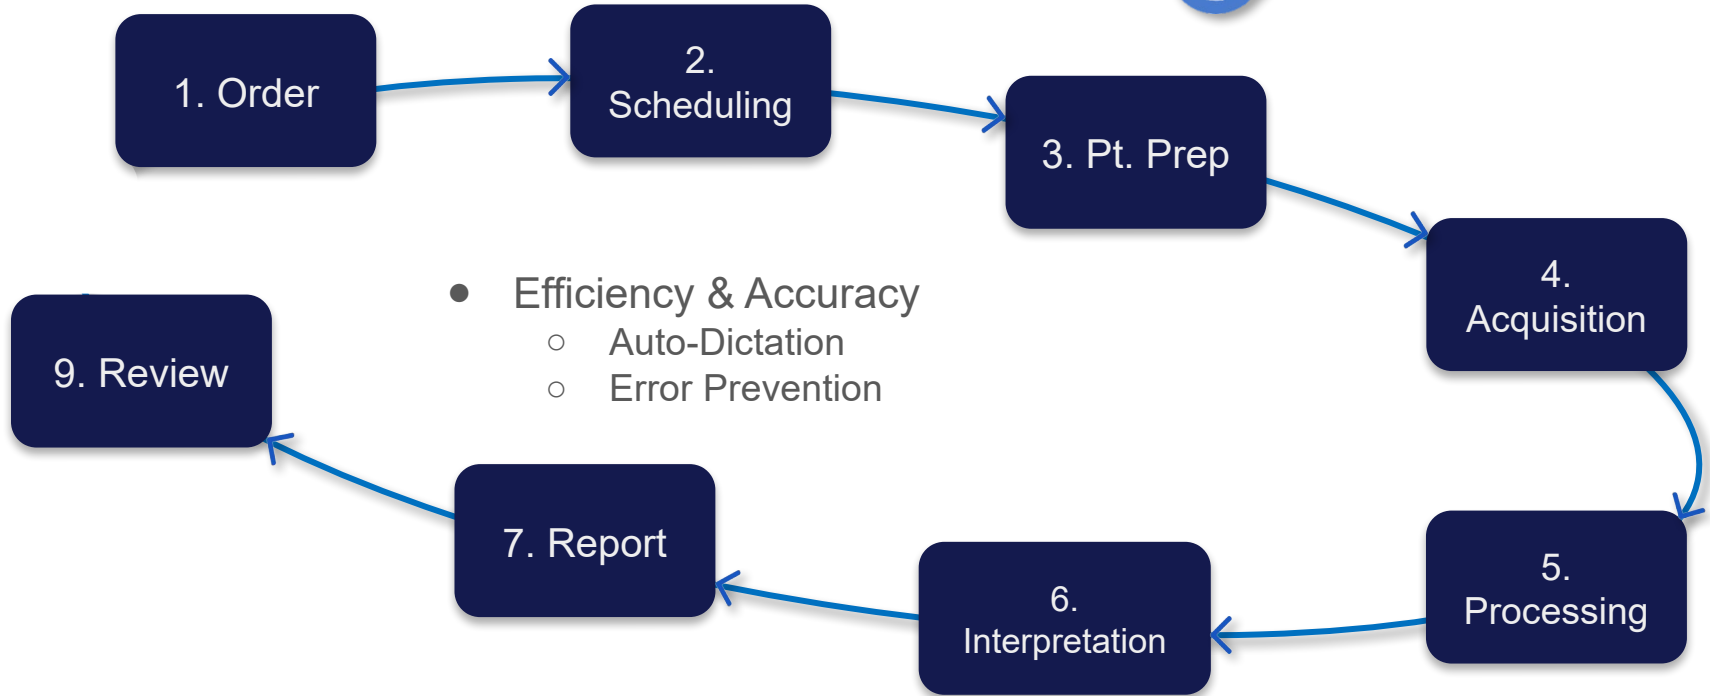 1. Order
2.
Scheduling
3. Pt. Prep
4.
Acquisition
● Efficiency & Accuracy
○ Auto-Dictation
○ Error Prevention
9. Review
7. Report
5.
Processing
6.
Interpretation